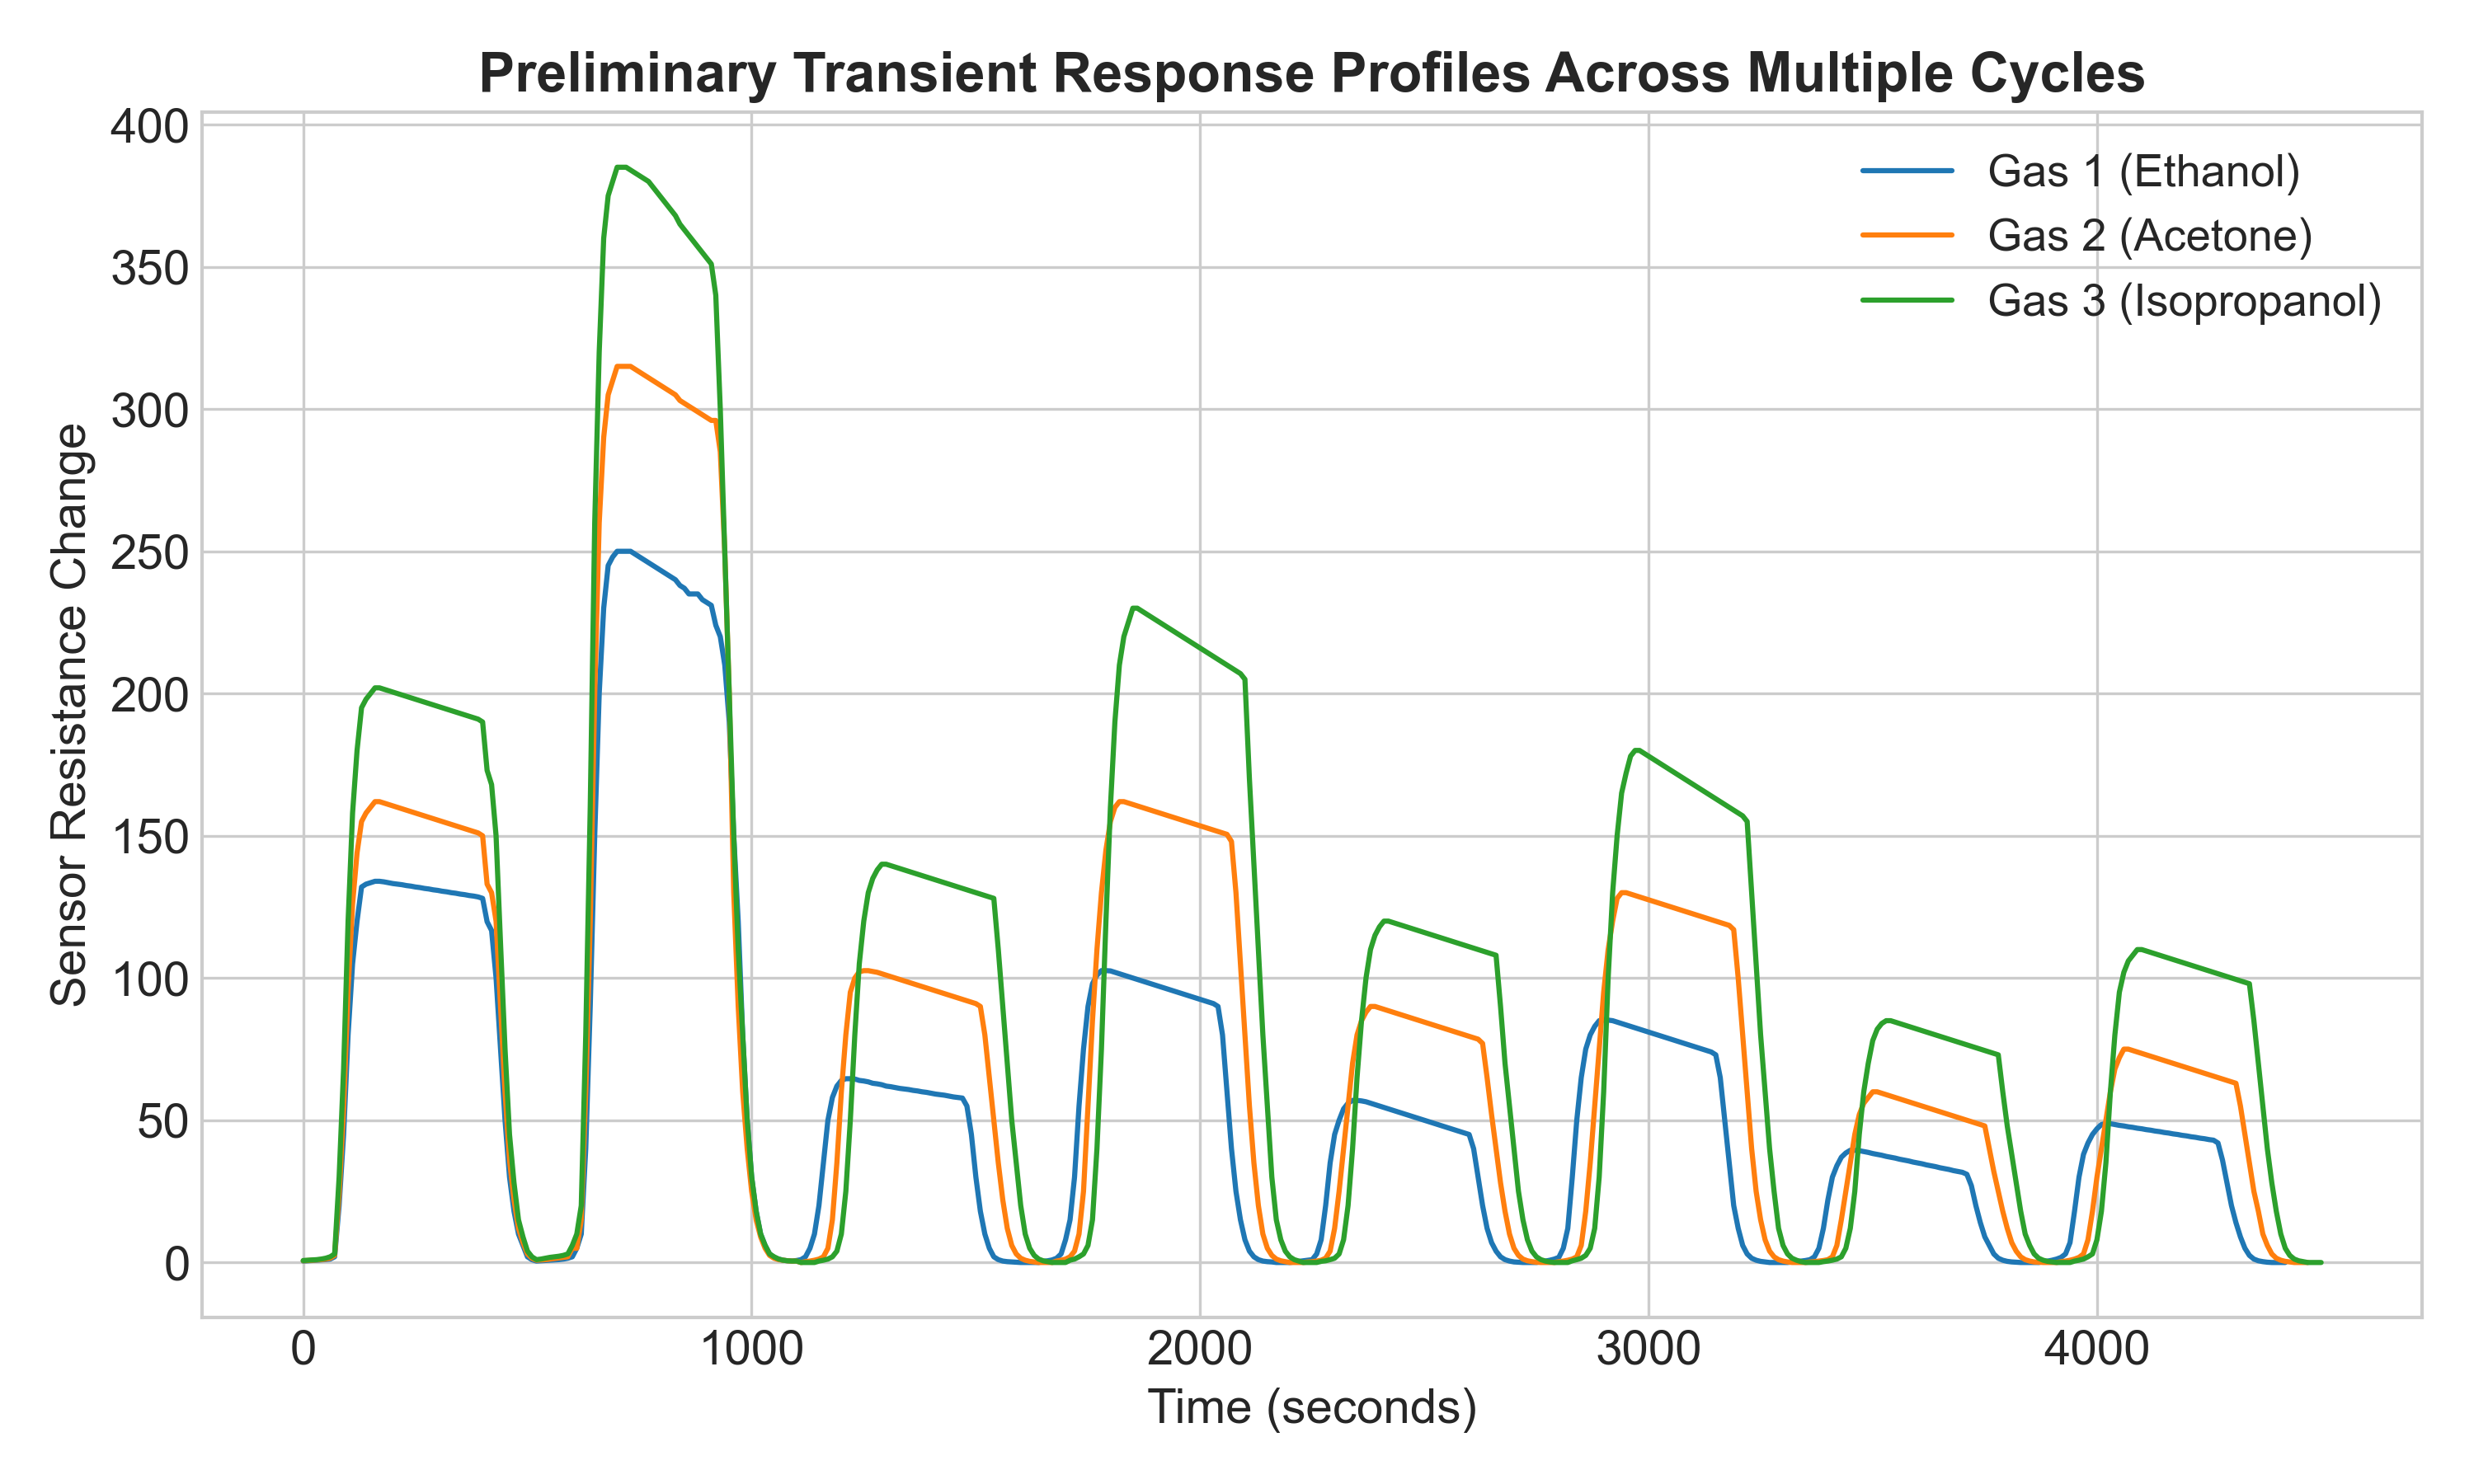 Preliminary Transient Response Profiles Across Multiple Cycles
400
350
300
250
200
150
100
50
0
Sensor Resistance Change
Gas 1 (Ethanol)
Gas 2 (Acetone)
Gas 3 (Isopropanol)
0 1000 2000 3000 4000
Time (seconds)